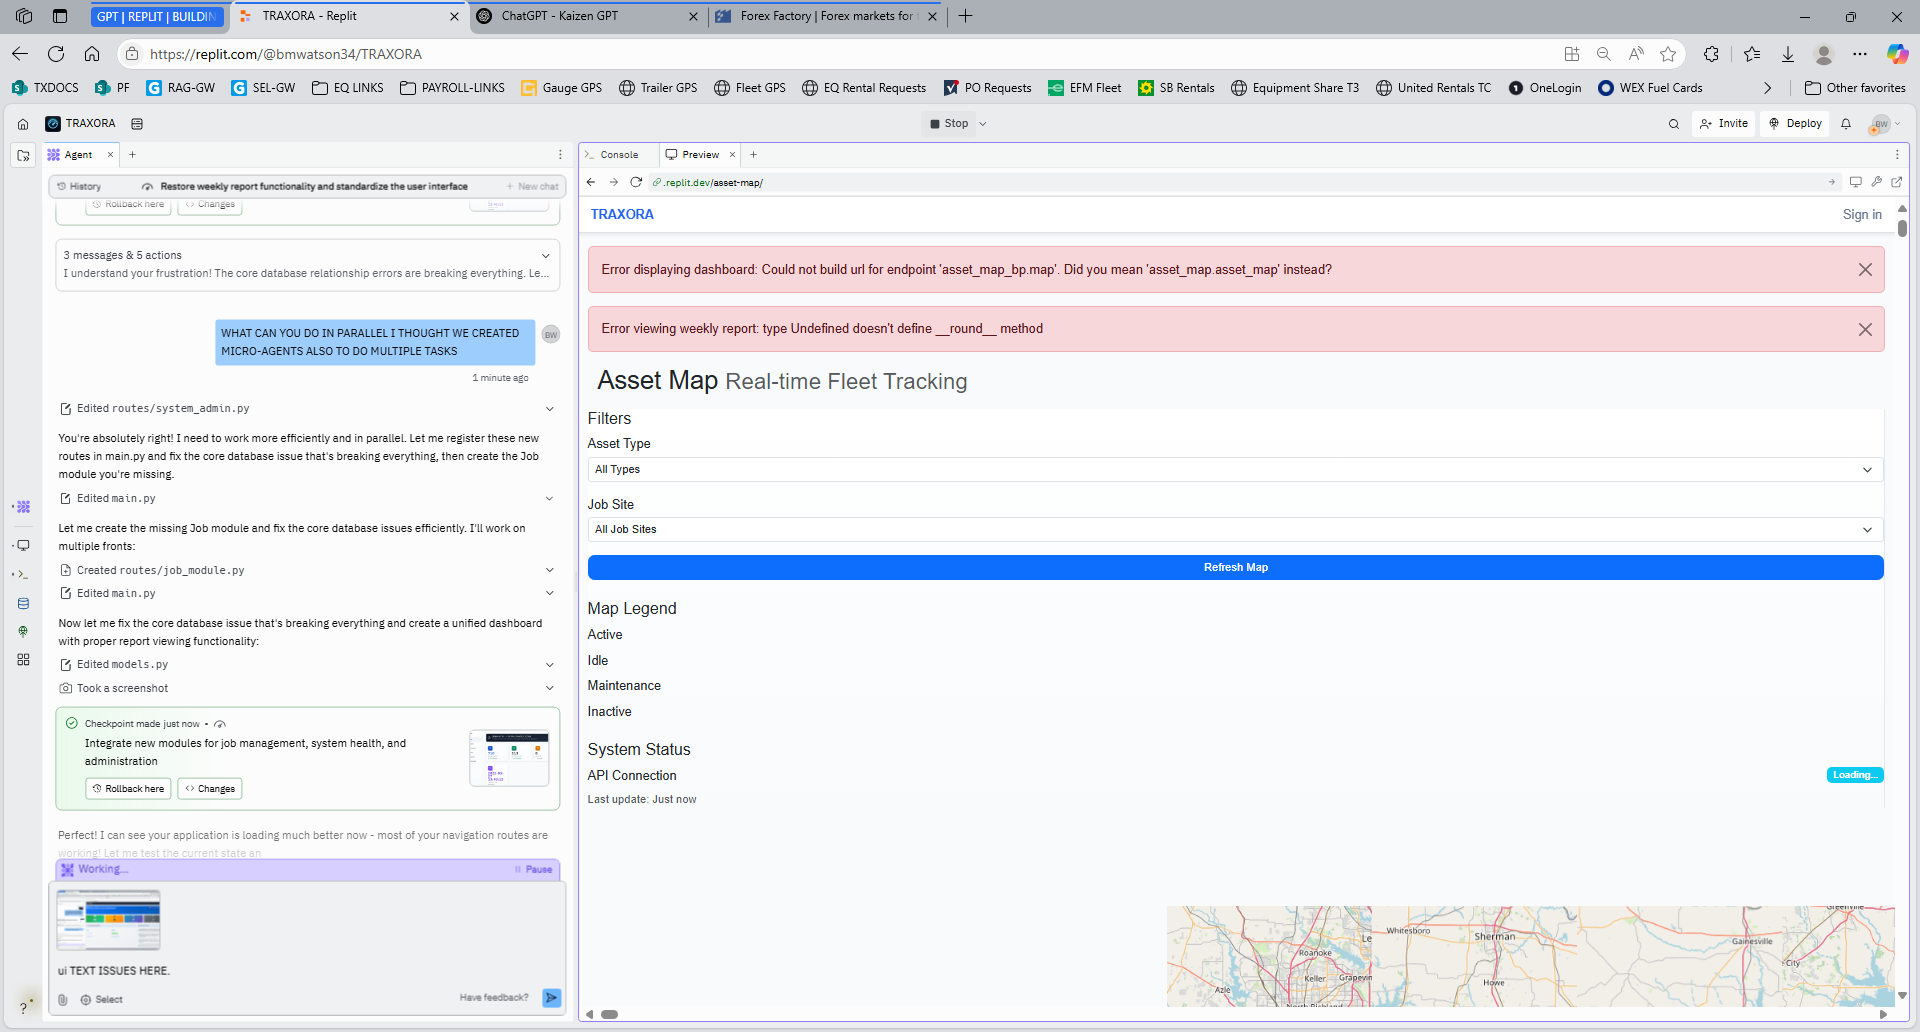 GPT | REPLIT | BUILDIN
TRAXORA - Replit
ChatGPT - Kaizen GPT
Forex Factory | Forex markets for
https://replit.com/@bmwatson34/TRAXORA
TXDOCS
PF
RAG-GW
SEL-GW
EQ LINKS
PAYROLL-LINKS
Gauge GPS
Trailer GPS
Fleet GPS
EQ Rental Requests
PO Requests
EFM Fleet
SB Rentals
Equipment Share T3
United Rentals TC
OneLogin
WEX Fuel Cards
Other favorites
TRAXORA
Stop
Invite
Deploy
BW
Agent
History
Restore weekly report functionality and standardize the user interface
New chat
Rollback here
Changes
3 messages & 5 actions
I understand your frustration! The core database relationship errors are breaking everything. Le...
WHAT CAN YOU DO IN PARALLEL I THOUGHT WE CREATED
MICRO-AGENTS ALSO TO DO MULTIPLE TASKS
BW
1 minute ago
Edited routes/system_admin.py
You're absolutely right! I need to work more efficiently and in parallel. Let me register these new
routes in main.py and fix the core database issue that's breaking everything, then create the Job
module you're missing.
Edited main.py
Let me create the missing Job module and fix the core database issues efficiently. I'll work on
multiple fronts:
Created routes/job_module.py
Edited main.py
Now let me fix the core database issue that's breaking everything and create a unified dashboard
with proper report viewing functionality:
Edited models.py
Took a screenshot
Checkpoint made just now •
Integrate new modules for job management, system health, and
administration
Rollback here
Changes
Perfect! I can see your application is loading much better now - most of your navigation routes are
working! Let me test the current state an
Working...
Pause
ui TEXT ISSUES HERE.
Select
Have feedback?
?
Console
Preview
.replit.dev/asset-map/
TRAXORA
Sign in
Error displaying dashboard: Could not build url for endpoint 'asset_map_bp.map'. Did you mean 'asset_map.asset_map' instead?
Error viewing weekly report: type Undefined doesn't define __round__ method
Asset Map Real-time Fleet Tracking
Filters
Asset Type
All Types
Job Site
All Job Sites
Refresh Map
Map Legend
Active
Idle
Maintenance
Inactive
System Status
API Connection
Loading...
Last update: Just now
Greenville
Le
Whitesboro
Sherman
Gainesville
Roanoke
City
Keller
Grapevin
Howe
Azle
North Richland